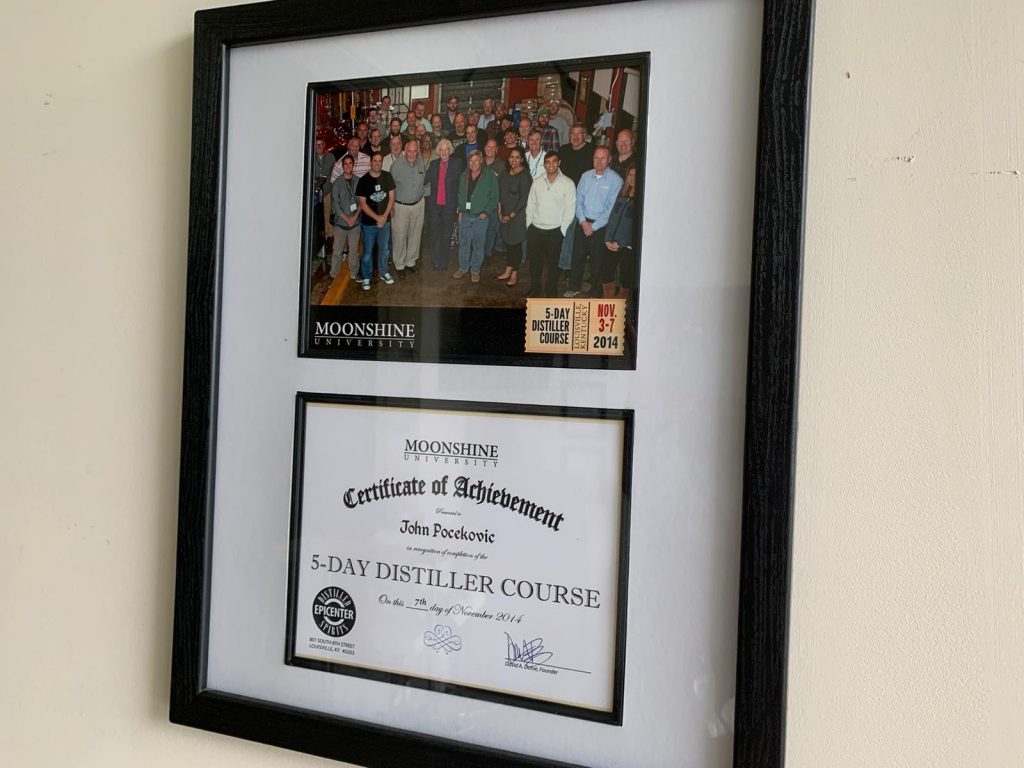 MOONSHINE
UNIVERSITY
5-DAY
DISTILLER
COURSE
LOUISVILLE,
KENTUCKY
NOV.
3-7
2014
MOONSHINE
UNIVERSITY
Certificate of Achievement
Presented to
John Pocekovic
in recognition of completion of the
5-DAY DISTILLER COURSE
On this 7th day of November 2014
DISTILLED
EPICENTER
SPIRITS
801 SOUTH 8TH STREET
LOUISVILLE, KY 40203
David A. Defoe, Founder